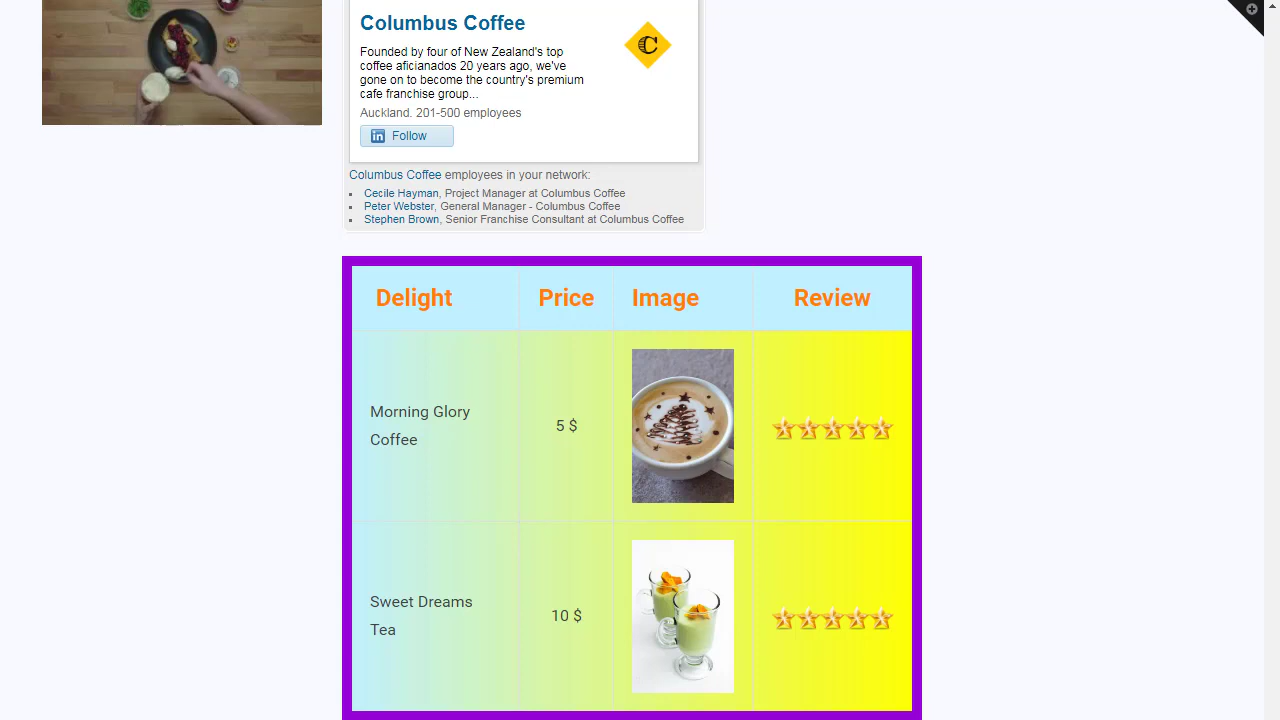 Columbus Coffee
Founded by four of New Zealand's top
coffee aficianados 20 years ago, we've
gone on to become the country's premium
cafe franchise group...
Auckland. 201-500 employees
in Follow
Columbus Coffee employees in your network:
Cecile Hayman, Project Manager at Columbus Coffee
Peter Webster, General Manager - Columbus Coffee
Stephen Brown, Senior Franchise Consultant at Columbus Coffee
Delight Price Image Review
Morning Glory
Coffee
5 $
Sweet Dreams
Tea
10 $